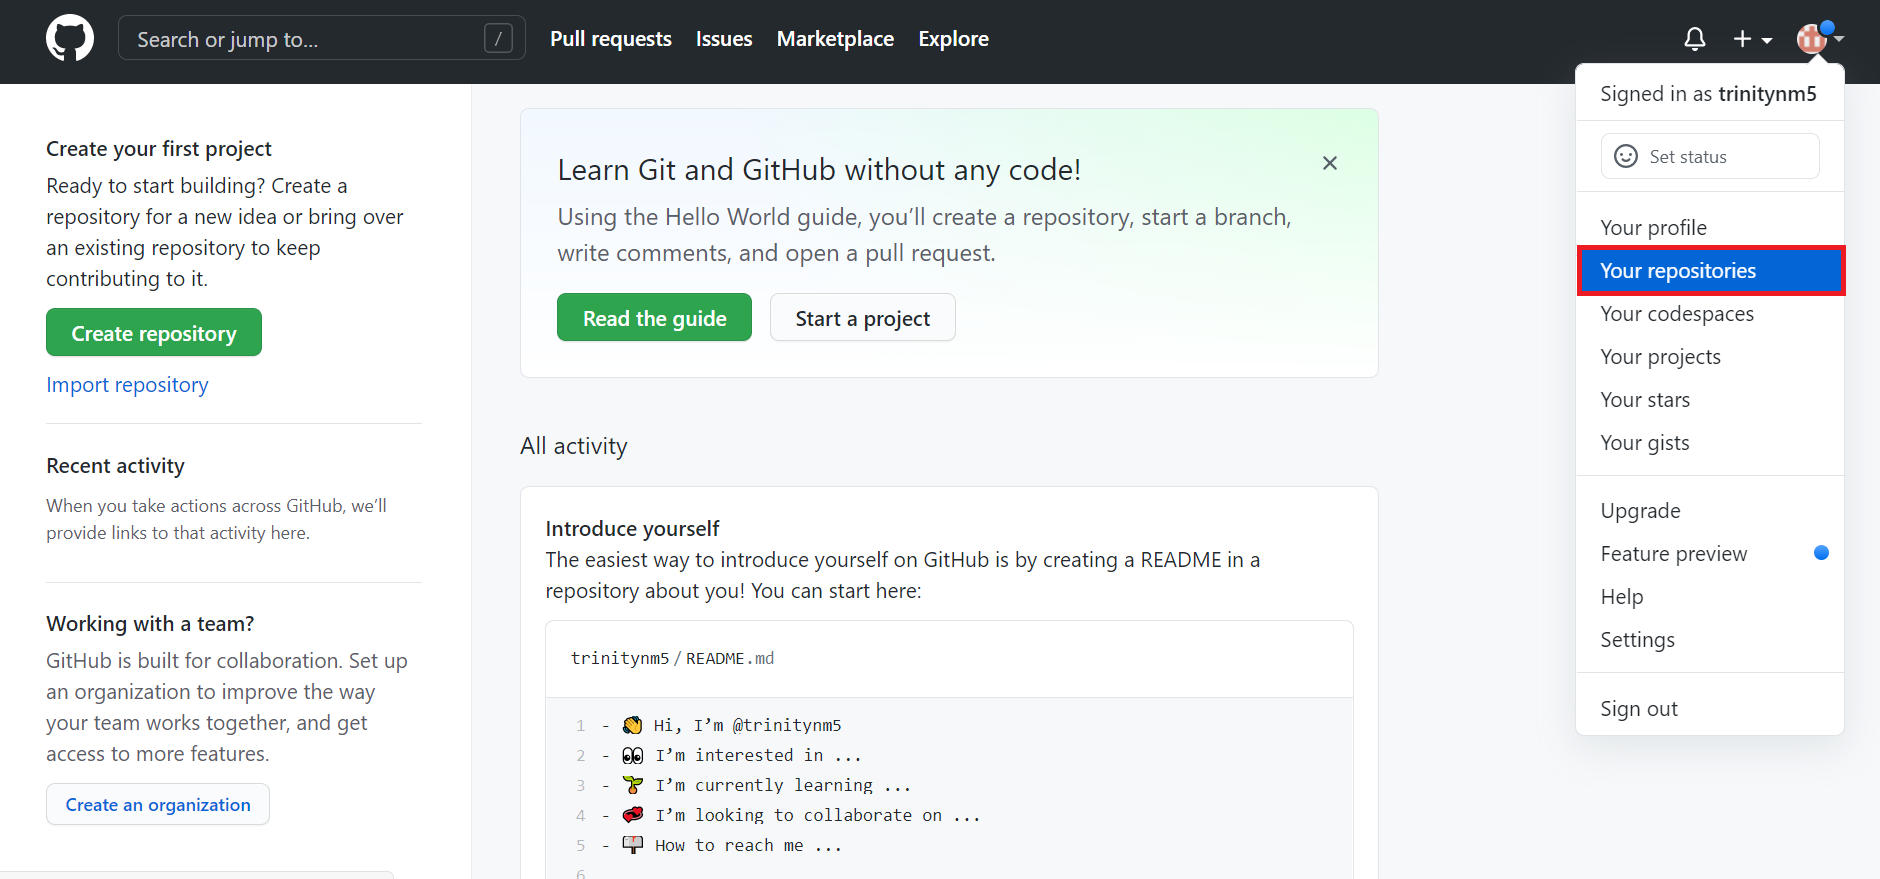 Search or jump to...
/
Pull requests
Issues
Marketplace
Explore
Create your first project
Ready to start building? Create a
repository for a new idea or bring over
an existing repository to keep
contributing to it.
Create repository
Import repository
Recent activity
When you take actions across GitHub, we’ll
provide links to that activity here.
Working with a team?
GitHub is built for collaboration. Set up
an organization to improve the way
your team works together, and get
access to more features.
Create an organization
Learn Git and GitHub without any code!
Using the Hello World guide, you’ll create a repository, start a branch,
write comments, and open a pull request.
Read the guide
Start a project
All activity
Introduce yourself
The easiest way to introduce yourself on GitHub is by creating a README in a
repository about you! You can start here:
trinitynm5 / README.md
1 - 👋 Hi, I’m @trinitynm5
2 - 👀 I’m interested in ...
3 - 🌱 I’m currently learning ...
4 - 💞️ I’m looking to collaborate on ...
5 - 📫 How to reach me ...
6
Signed in as trinitynm5
Set status
Your profile
Your repositories
Your codespaces
Your projects
Your stars
Your gists
Upgrade
Feature preview
Help
Settings
Sign out